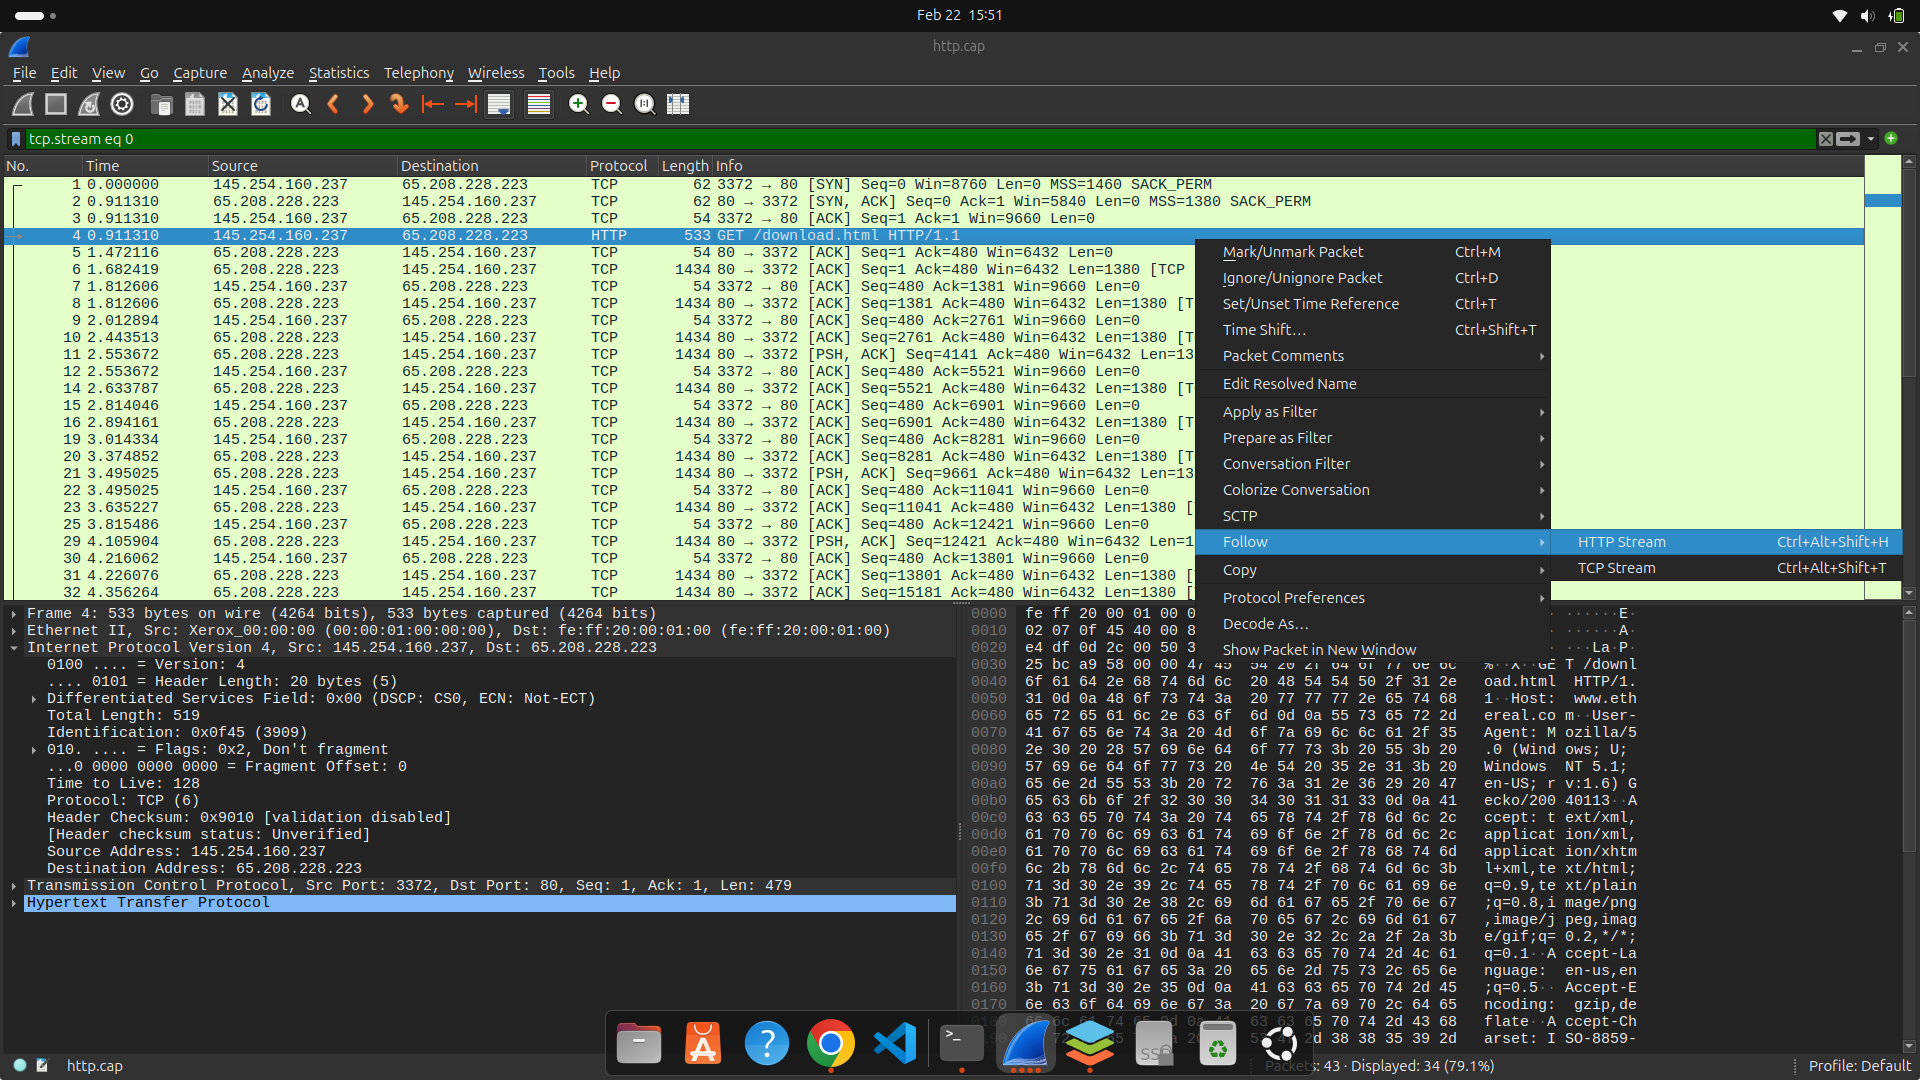 Feb 22 15:51
http.cap
File Edit View Go Capture Analyze Statistics Telephony Wireless Tools Help
tcp.stream eq 0
No. Time Source Destination Protocol Length Info
1 0.000000 145.254.160.237 65.208.228.223 TCP 62 3372 → 80 [SYN] Seq=0 Win=8760 Len=0 MSS=1460 SACK_PERM
2 0.911310 65.208.228.223 145.254.160.237 TCP 62 80 → 3372 [SYN, ACK] Seq=0 Ack=1 Win=5840 Len=0 MSS=1380 SACK_PERM
3 0.911310 145.254.160.237 65.208.228.223 TCP 54 3372 → 80 [ACK] Seq=1 Ack=1 Win=9660 Len=0
4 0.911310 145.254.160.237 65.208.228.223 HTTP 533 GET /download.html HTTP/1.1
5 1.472116 65.208.228.223 145.254.160.237 TCP 54 80 → 3372 [ACK] Seq=1 Ack=480 Win=6432 Len=0
6 1.682419 65.208.228.223 145.254.160.237 TCP 1434 80 → 3372 [ACK] Seq=1 Ack=480 Win=6432 Len=1380 [TCP
7 1.812606 145.254.160.237 65.208.228.223 TCP 54 3372 → 80 [ACK] Seq=480 Ack=1381 Win=9660 Len=0
8 1.812606 65.208.228.223 145.254.160.237 TCP 1434 80 → 3372 [ACK] Seq=1381 Ack=480 Win=6432 Len=1380 [T
9 2.012894 145.254.160.237 65.208.228.223 TCP 54 3372 → 80 [ACK] Seq=480 Ack=2761 Win=9660 Len=0
10 2.443513 65.208.228.223 145.254.160.237 TCP 1434 80 → 3372 [ACK] Seq=2761 Ack=480 Win=6432 Len=1380 [T
11 2.553672 65.208.228.223 145.254.160.237 TCP 1434 80 → 3372 [PSH, ACK] Seq=4141 Ack=480 Win=6432 Len=13
12 2.553672 145.254.160.237 65.208.228.223 TCP 54 3372 → 80 [ACK] Seq=480 Ack=5521 Win=9660 Len=0
14 2.633787 65.208.228.223 145.254.160.237 TCP 1434 80 → 3372 [ACK] Seq=5521 Ack=480 Win=6432 Len=1380 [T
15 2.814046 145.254.160.237 65.208.228.223 TCP 54 3372 → 80 [ACK] Seq=480 Ack=6901 Win=9660 Len=0
16 2.894161 65.208.228.223 145.254.160.237 TCP 1434 80 → 3372 [ACK] Seq=6901 Ack=480 Win=6432 Len=1380 [T
19 3.014334 145.254.160.237 65.208.228.223 TCP 54 3372 → 80 [ACK] Seq=480 Ack=8281 Win=9660 Len=0
20 3.374852 65.208.228.223 145.254.160.237 TCP 1434 80 → 3372 [ACK] Seq=8281 Ack=480 Win=6432 Len=1380 [T
21 3.495025 65.208.228.223 145.254.160.237 TCP 1434 80 → 3372 [PSH, ACK] Seq=9661 Ack=480 Win=6432 Len=13
22 3.495025 145.254.160.237 65.208.228.223 TCP 54 3372 → 80 [ACK] Seq=480 Ack=11041 Win=9660 Len=0
23 3.635227 65.208.228.223 145.254.160.237 TCP 1434 80 → 3372 [ACK] Seq=11041 Ack=480 Win=6432 Len=1380 [
25 3.815486 145.254.160.237 65.208.228.223 TCP 54 3372 → 80 [ACK] Seq=480 Ack=12421 Win=9660 Len=0
29 4.105904 65.208.228.223 145.254.160.237 TCP 1434 80 → 3372 [PSH, ACK] Seq=12421 Ack=480 Win=6432 Len=1
30 4.216062 145.254.160.237 65.208.228.223 TCP 54 3372 → 80 [ACK] Seq=480 Ack=13801 Win=9660 Len=0
31 4.226076 65.208.228.223 145.254.160.237 TCP 1434 80 → 3372 [ACK] Seq=13801 Ack=480 Win=6432 Len=1380 [
32 4.356264 65.208.228.223 145.254.160.237 TCP 1434 80 → 3372 [ACK] Seq=15181 Ack=480 Win=6432 Len=1380 [
Mark/Unmark Packet Ctrl+M
Ignore/Unignore Packet Ctrl+D
Set/Unset Time Reference Ctrl+T
Time Shift… Ctrl+Shift+T
Packet Comments
Edit Resolved Name
Apply as Filter
Prepare as Filter
Conversation Filter
Colorize Conversation
SCTP
Follow
Copy
Protocol Preferences
Decode As…
Show Packet in New Window
HTTP Stream Ctrl+Alt+Shift+H
TCP Stream Ctrl+Alt+Shift+T
Frame 4: 533 bytes on wire (4264 bits), 533 bytes captured (4264 bits)
Ethernet II, Src: Xerox_00:00:00 (00:00:01:00:00:00), Dst: fe:ff:20:00:01:00 (fe:ff:20:00:01:00)
Internet Protocol Version 4, Src: 145.254.160.237, Dst: 65.208.228.223
0100 .... = Version: 4
.... 0101 = Header Length: 20 bytes (5)
Differentiated Services Field: 0x00 (DSCP: CS0, ECN: Not-ECT)
Total Length: 519
Identification: 0x0f45 (3909)
010. .... = Flags: 0x2, Don't fragment
...0 0000 0000 0000 = Fragment Offset: 0
Time to Live: 128
Protocol: TCP (6)
Header Checksum: 0x9010 [validation disabled]
[Header checksum status: Unverified]
Source Address: 145.254.160.237
Destination Address: 65.208.228.223
Transmission Control Protocol, Src Port: 3372, Dst Port: 80, Seq: 1, Ack: 1, Len: 479
Hypertext Transfer Protocol
0000 fe ff 20 00 01 00 0 ······E·
0010 02 07 0f 45 40 00 8 ······A·
0020 e4 df 0d 2c 00 50 3 ···La·P·
0030 25 bc a9 58 00 00 47 45 54 20 2f 64 6f 77 6e 6c %··X··GE T /downl
0040 6f 61 64 2e 68 74 6d 6c 20 48 54 54 50 2f 31 2e oad.html HTTP/1.
0050 31 0d 0a 48 6f 73 74 3a 20 77 77 77 2e 65 74 68 1··Host: www.eth
0060 65 72 65 61 6c 2e 63 6f 6d 0d 0a 55 73 65 72 2d ereal.co m··User-
0070 41 67 65 6e 74 3a 20 4d 6f 7a 69 6c 6c 61 2f 35 Agent: M ozilla/5
0080 2e 30 20 28 57 69 6e 64 6f 77 73 3b 20 55 3b 20 .0 (Wind ows; U;
0090 57 69 6e 64 6f 77 73 20 4e 54 20 35 2e 31 3b 20 Windows NT 5.1;
00a0 65 6e 2d 55 53 3b 20 72 76 3a 31 2e 36 29 20 47 en-US; r v:1.6) G
00b0 65 63 6b 6f 2f 32 30 30 34 30 31 31 33 0d 0a 41 ecko/200 40113··A
00c0 63 63 65 70 74 3a 20 74 65 78 74 2f 78 6d 6c 2c ccept: t ext/xml,
00d0 61 70 70 6c 69 63 61 74 69 6f 6e 2f 78 6d 6c 2c applicat ion/xml,
00e0 61 70 70 6c 69 63 61 74 69 6f 6e 2f 78 68 74 6d applicat ion/xhtm
00f0 6c 2b 78 6d 6c 2c 74 65 78 74 2f 68 74 6d 6c 3b l+xml,te xt/html;
0100 71 3d 30 2e 39 2c 74 65 78 74 2f 70 6c 61 69 6e q=0.9,te xt/plain
0110 3b 71 3d 30 2e 38 2c 69 6d 61 67 65 2f 70 6e 67 ;q=0.8,i mage/png
0120 2c 69 6d 61 67 65 2f 6a 70 65 67 2c 69 6d 61 67 ,image/j peg,imag
0130 65 2f 67 69 66 3b 71 3d 30 2e 32 2c 2a 2f 2a 3b e/gif;q= 0.2,*/*;
0140 71 3d 30 2e 31 0d 0a 41 63 63 65 70 74 2d 4c 61 q=0.1··A ccept-La
0150 6e 67 75 61 67 65 3a 20 65 6e 2d 75 73 2c 65 6e nguage: en-us,en
0160 3b 71 3d 30 2e 35 0d 0a 41 63 63 65 70 74 2d 45 ;q=0.5·· Accept-E
0170 6e 63 6f 64 69 6e 67 3a 20 67 7a 69 70 2c 64 65 ncoding: gzip,de
65 70 74 2d 43 68 flate··A ccept-Ch
2d 38 38 35 39 2d arset: I SO-8859-
http.cap
Packets: 43 · Displayed: 34 (79.1%)
Profile: Default